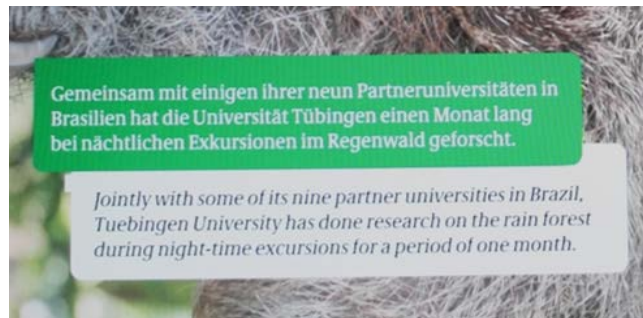 Gemeinsam mit einigen ihrer neun Partneruniversitäten in
Brasilien hat die Universität Tübingen einen Monat lang
bei nächtlichen Exkursionen im Regenwald geforscht.
Jointly with some of its nine partner universities in Brazil,
Tuebingen University has done research on the rain forest
during night-time excursions for a period of one month.